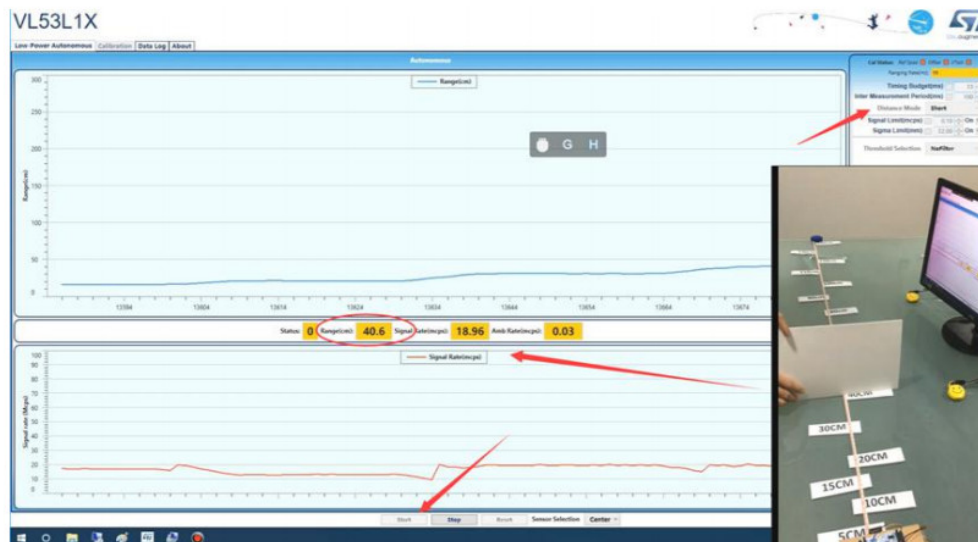 VL53L1X
Low Power Autonomous Calibration Data Log About
Autonomous
Range(cm)
300
250
200
150
100
50
0
Range(cm)
13594 13604 13614 13624 13634 13644 13654 13664 13674
G H
Status: 0 Range(cm): 40.6 Signal Rate(mcps): 18.96 Amb Rate(mcps): 0.03
Signal Rate(mcps)
100
90
80
70
60
50
40
30
20
10
0
Signal rate (Mcps)
Start Stop Reset Sensor Selection Center
Timing Budget(ms)
Inter Measurement Period(ms)
Distance Mode Short
Signal Limit(mcps) On
Sigma Limit(mm) On
Threshold Selection
40CM
30CM
20CM
15CM
10CM
5CM